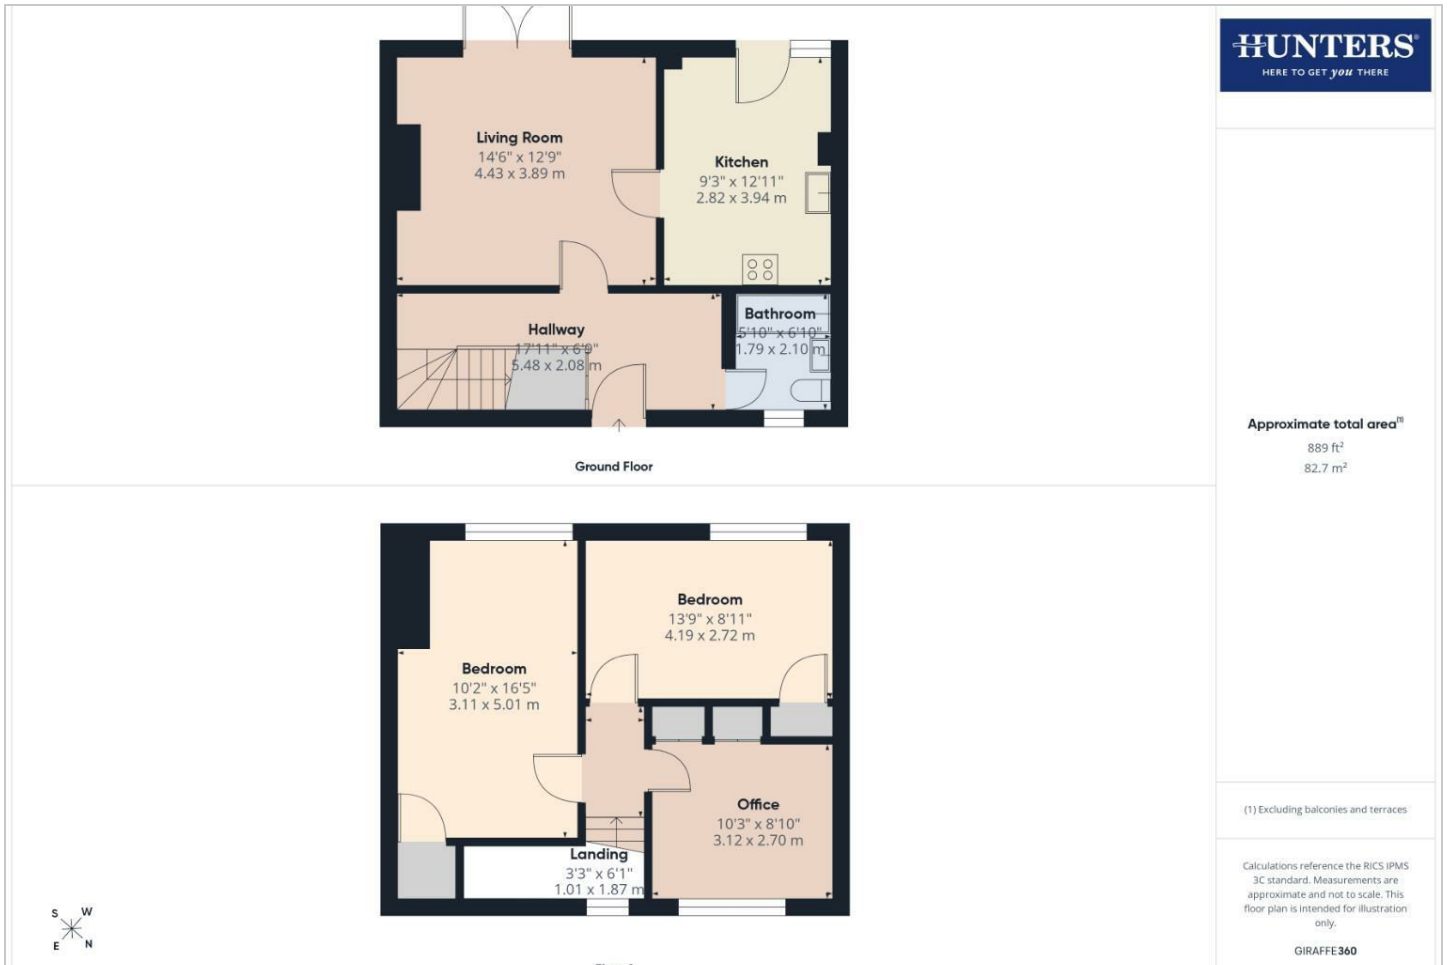 HUNTERS®
HERE TO GET you THERE
Living Room
14'6" x 12'9"
4.43 x 3.89 m
Kitchen
9'3" x 12'11"
2.82 x 3.94 m
Hallway
17'11" x 6'9"
5.48 x 2.08 m
Bathroom
5'10" x 6'10"
1.79 x 2.10 m
Ground Floor
Approximate total area(1)
889 ft²
82.7 m²
Bedroom
10'2" x 16'5"
3.11 x 5.01 m
Bedroom
13'9" x 8'11"
4.19 x 2.72 m
Office
10'3" x 8'10"
3.12 x 2.70 m
Landing
3'3" x 6'1"
1.01 x 1.87 m
S W
E N
(1) Excluding balconies and terraces
Calculations reference the RICS IPMS
3C standard. Measurements are
approximate and not to scale. This
floor plan is intended for illustration
only.
GIRAFFE360